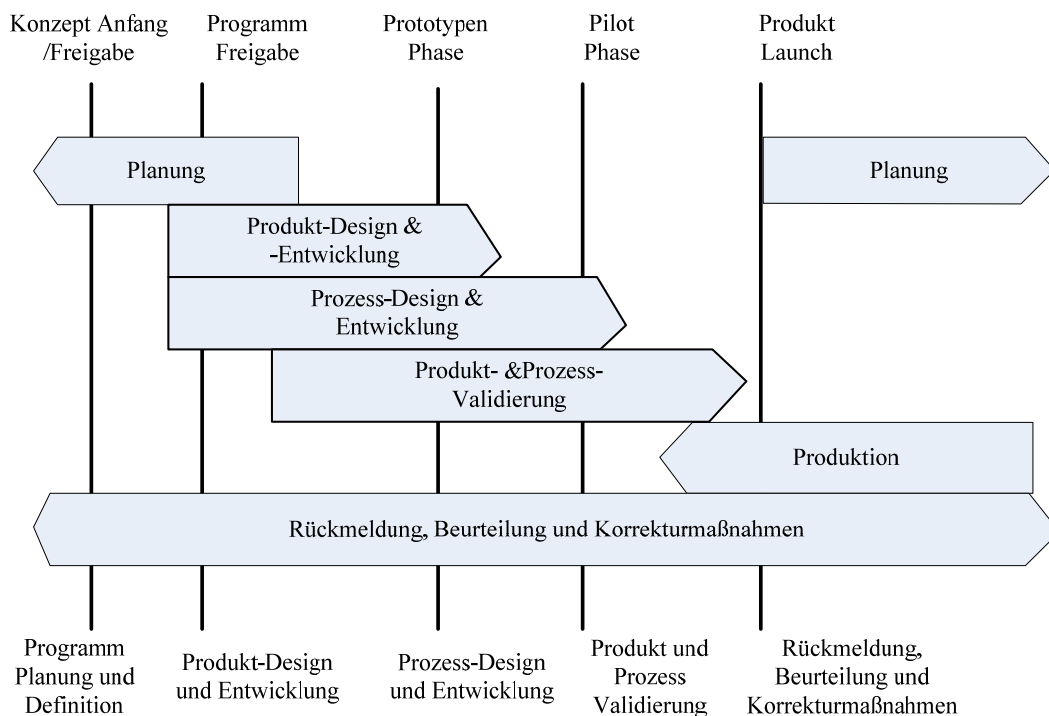 Konzept Anfang
/Freigabe
Programm
Freigabe
Prototypen
Phase
Pilot
Phase
Produkt
Launch
Planung
Planung
Produkt-Design &
-Entwicklung
Prozess-Design &
Entwicklung
Produkt- &Prozess-
Validierung
Produktion
Rückmeldung, Beurteilung und Korrekturmaßnahmen
Programm
Planung und
Definition
Produkt-Design
und Entwicklung
Prozess-Design
und Entwicklung
Produkt und
Prozess
Validierung
Rückmeldung,
Beurteilung und
Korrekturmaßnahmen